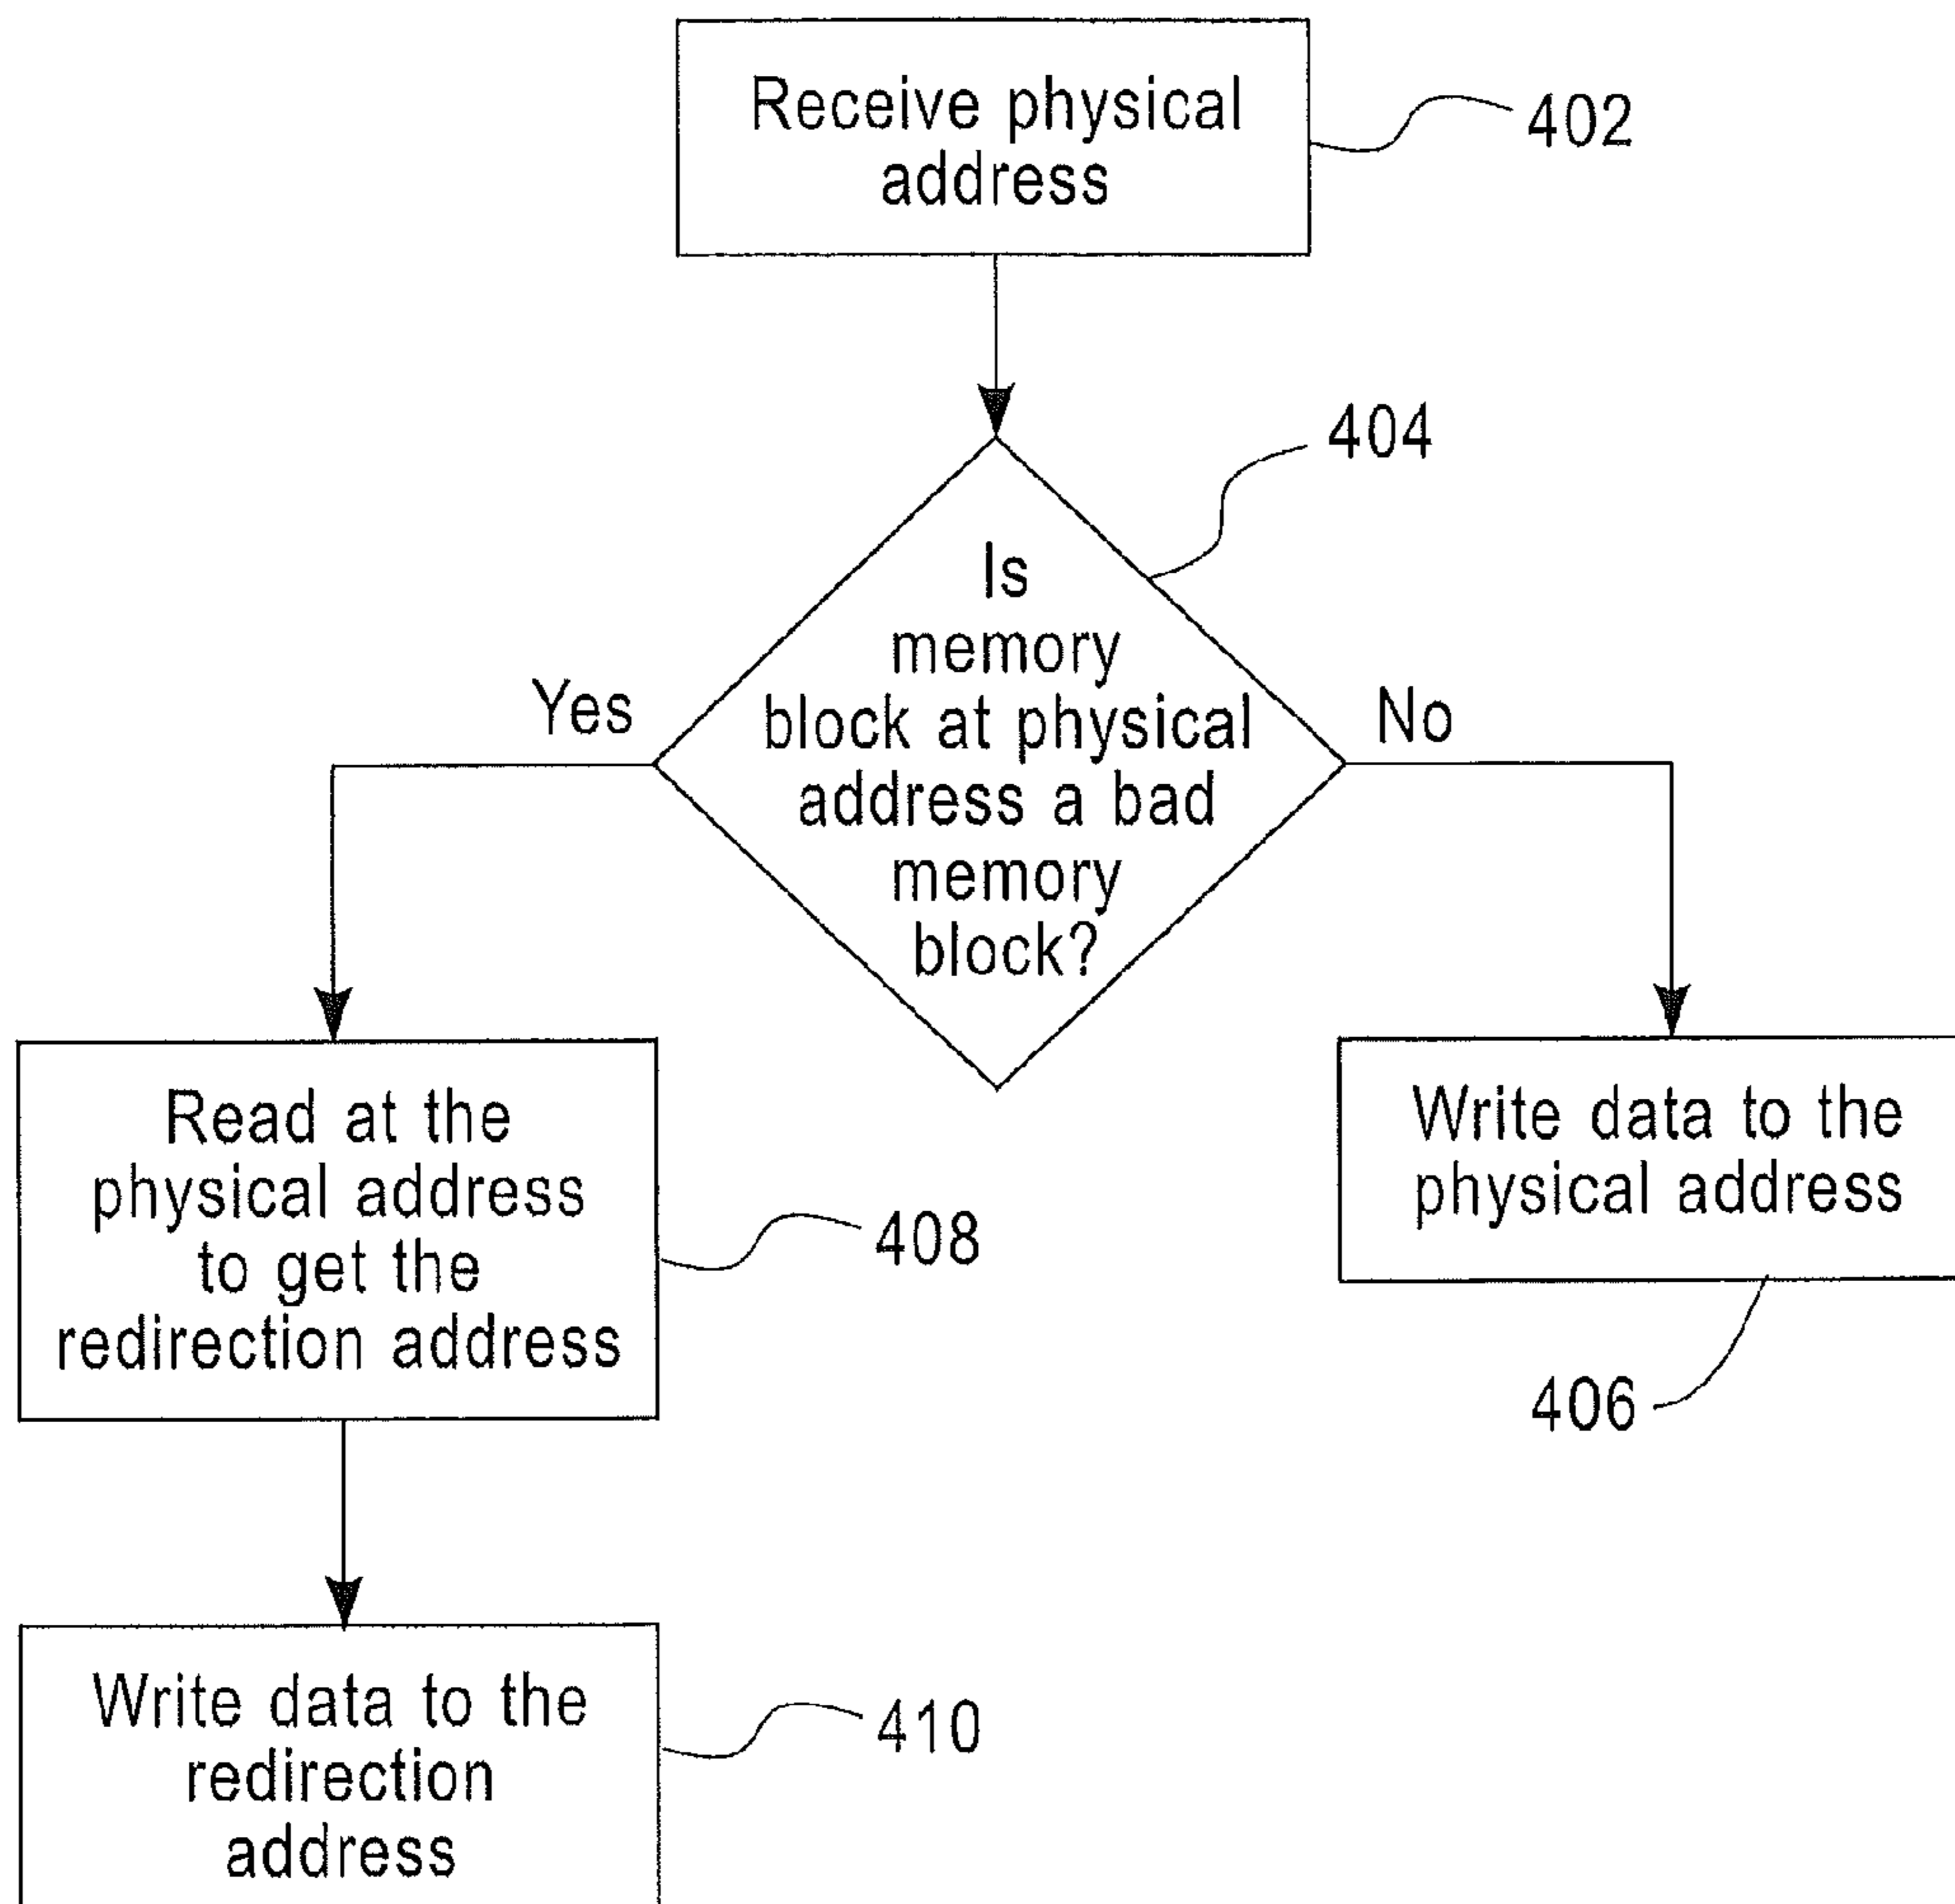 Receive physical
address
402
404
Is
memory
block at physical
address a bad
memory
block?
Yes
No
Read at the
physical address
to get the
redirection address
408
Write data to the
physical address
406
Write data to the
redirection
address
410